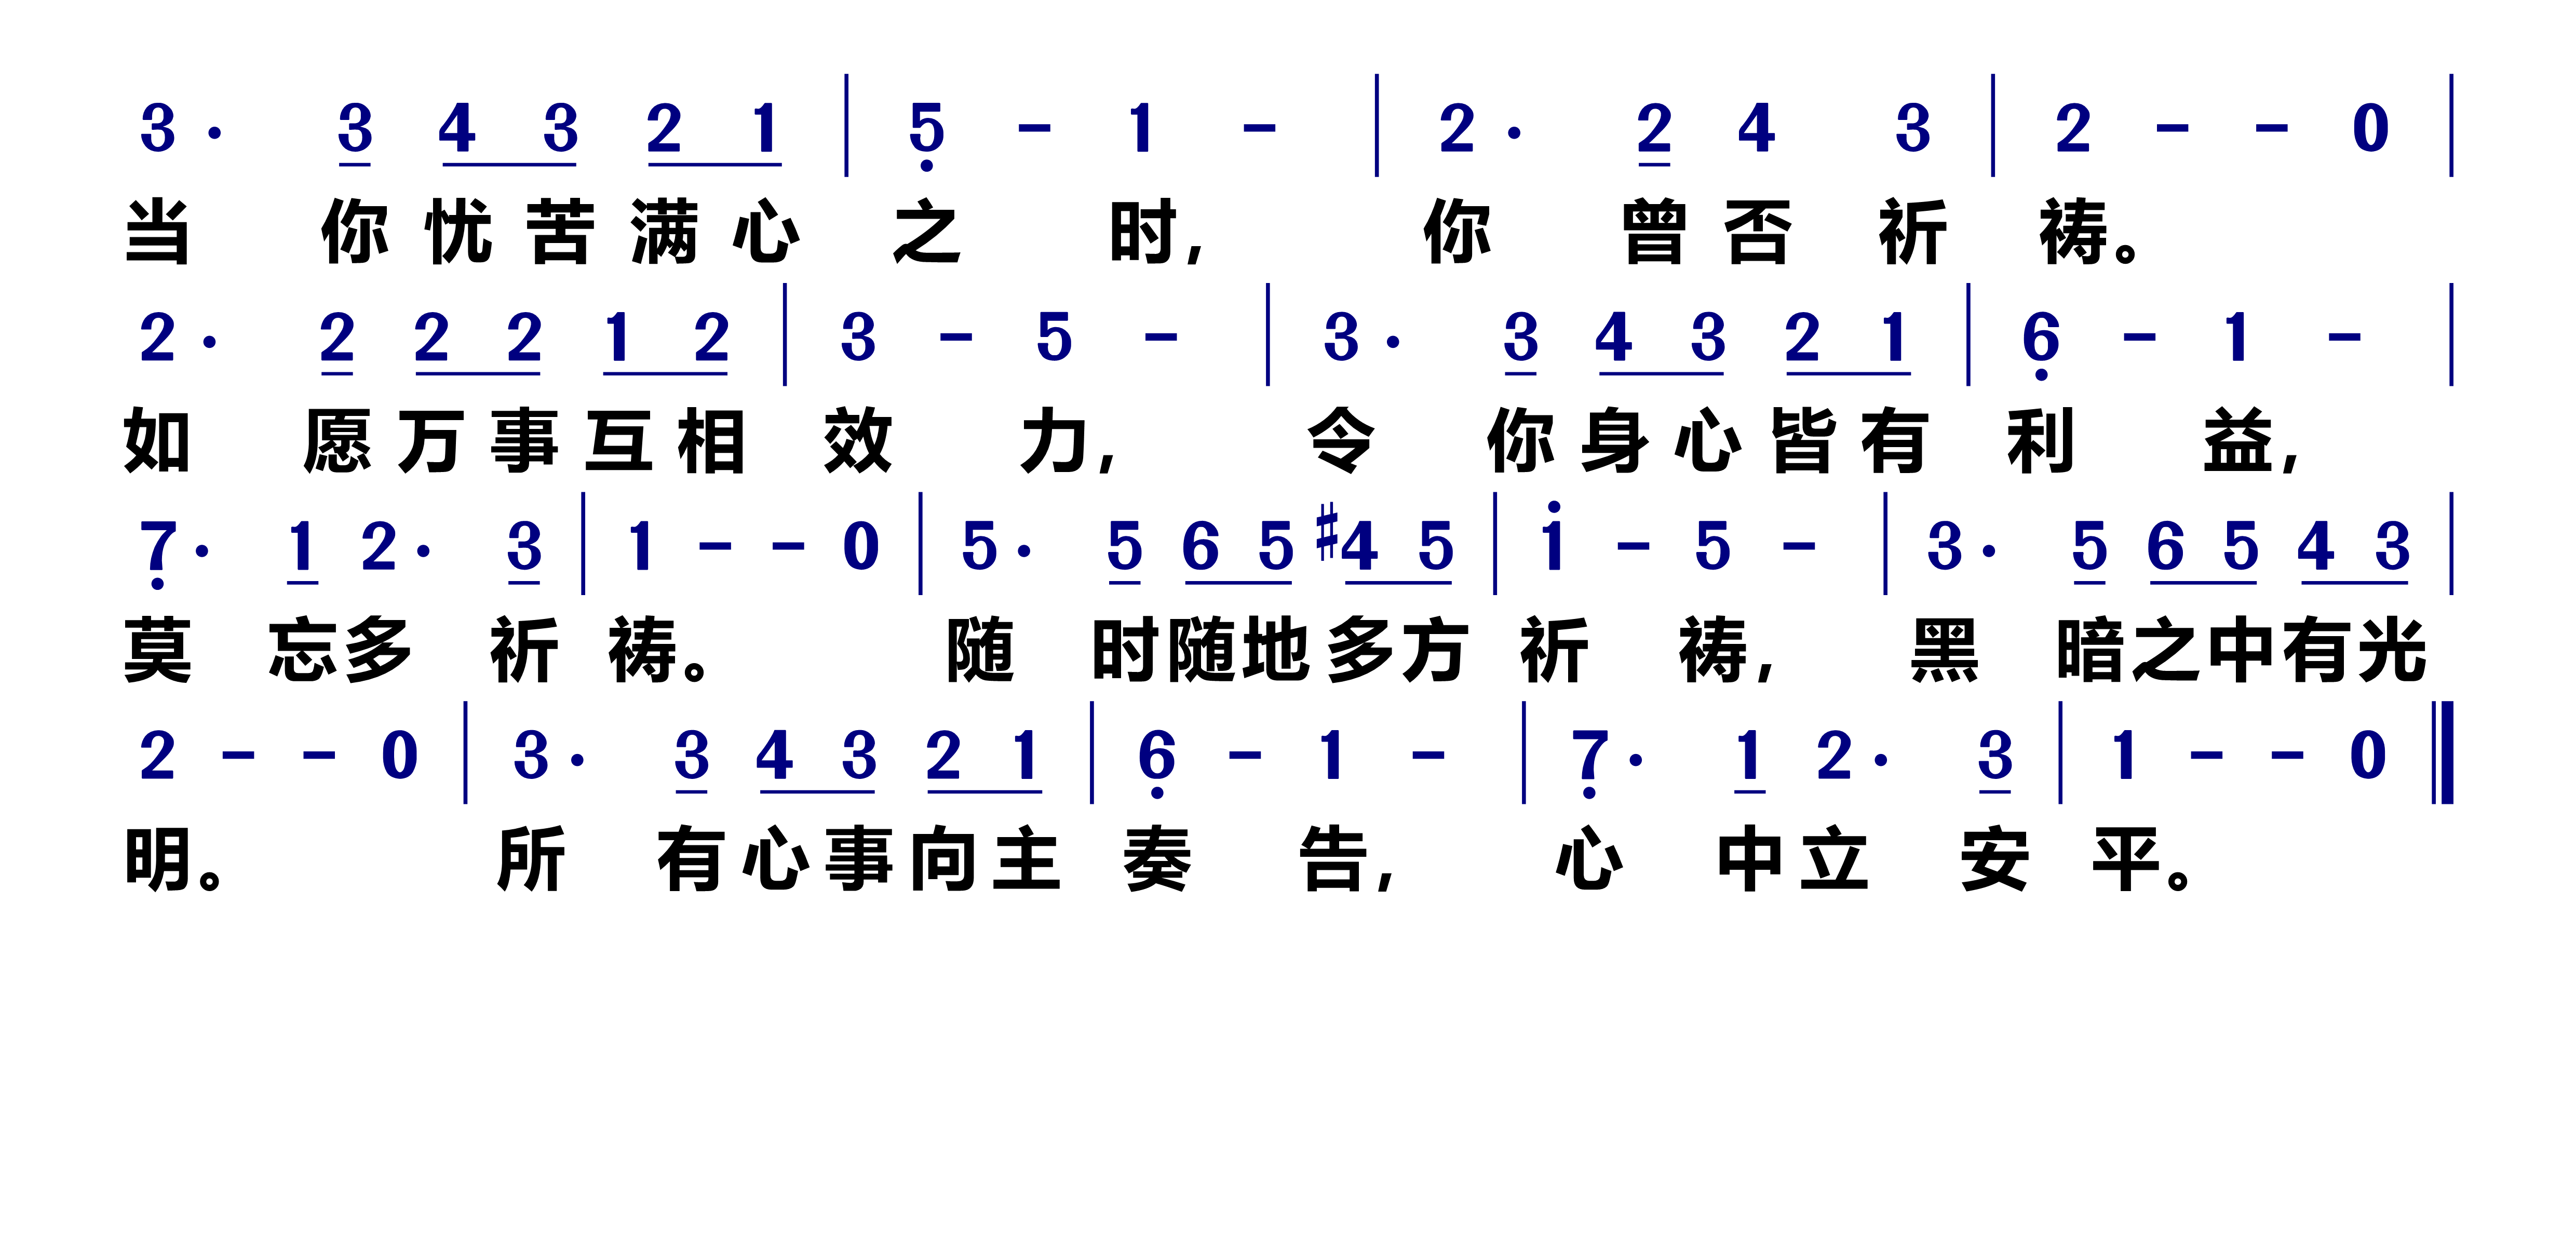 3· 3 4 3 2 1 | 5̣ – 1 – | 2· 2 4 3 | 2 – – 0 |
当你忧苦满心之时，你曾否祈祷。
2· 2 2 2 1 2 | 3 – 5 – | 3· 3 4 3 2 1 | 6̣ – 1 – |
如愿万事互相效力，令你身心皆有利益，
7̣· 1 2· 3 | 1 – – 0 | 5· 5 6 5 ♯4 5 | 1̇ – 5 – | 3· 5 6 5 4 3 |
莫忘多祈祷。随时随地多方祈祷，黑暗之中有光
2 – – 0 | 3· 3 4 3 2 1 | 6̣ – 1 – | 7̣· 1 2· 3 | 1 – – 0 ‖
明。所有心事向主奏告，心中立安平。